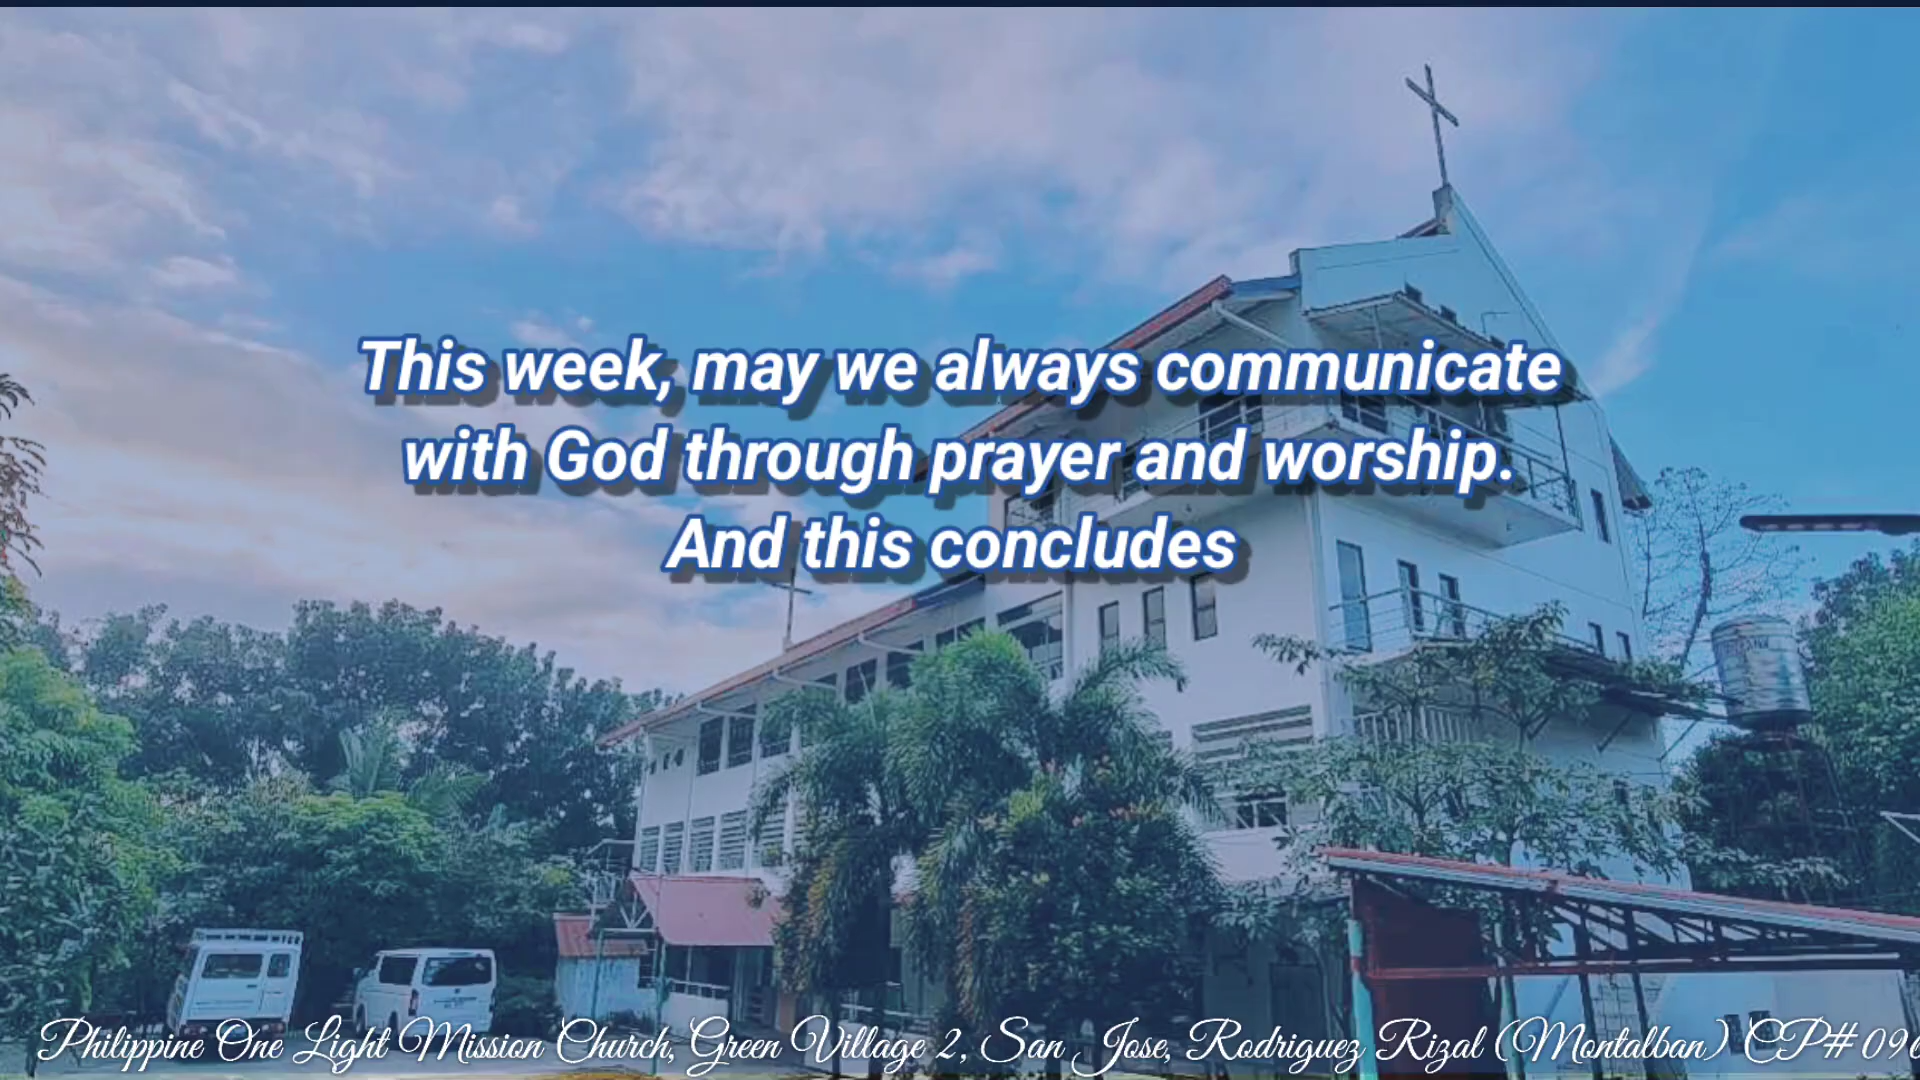 This week, may we always communicate
with God through prayer and worship.
And this concludes
Philippine One Light Mission Church, Green Village 2, San Jose, Rodriguez Rizal (Montalban) CP# 090